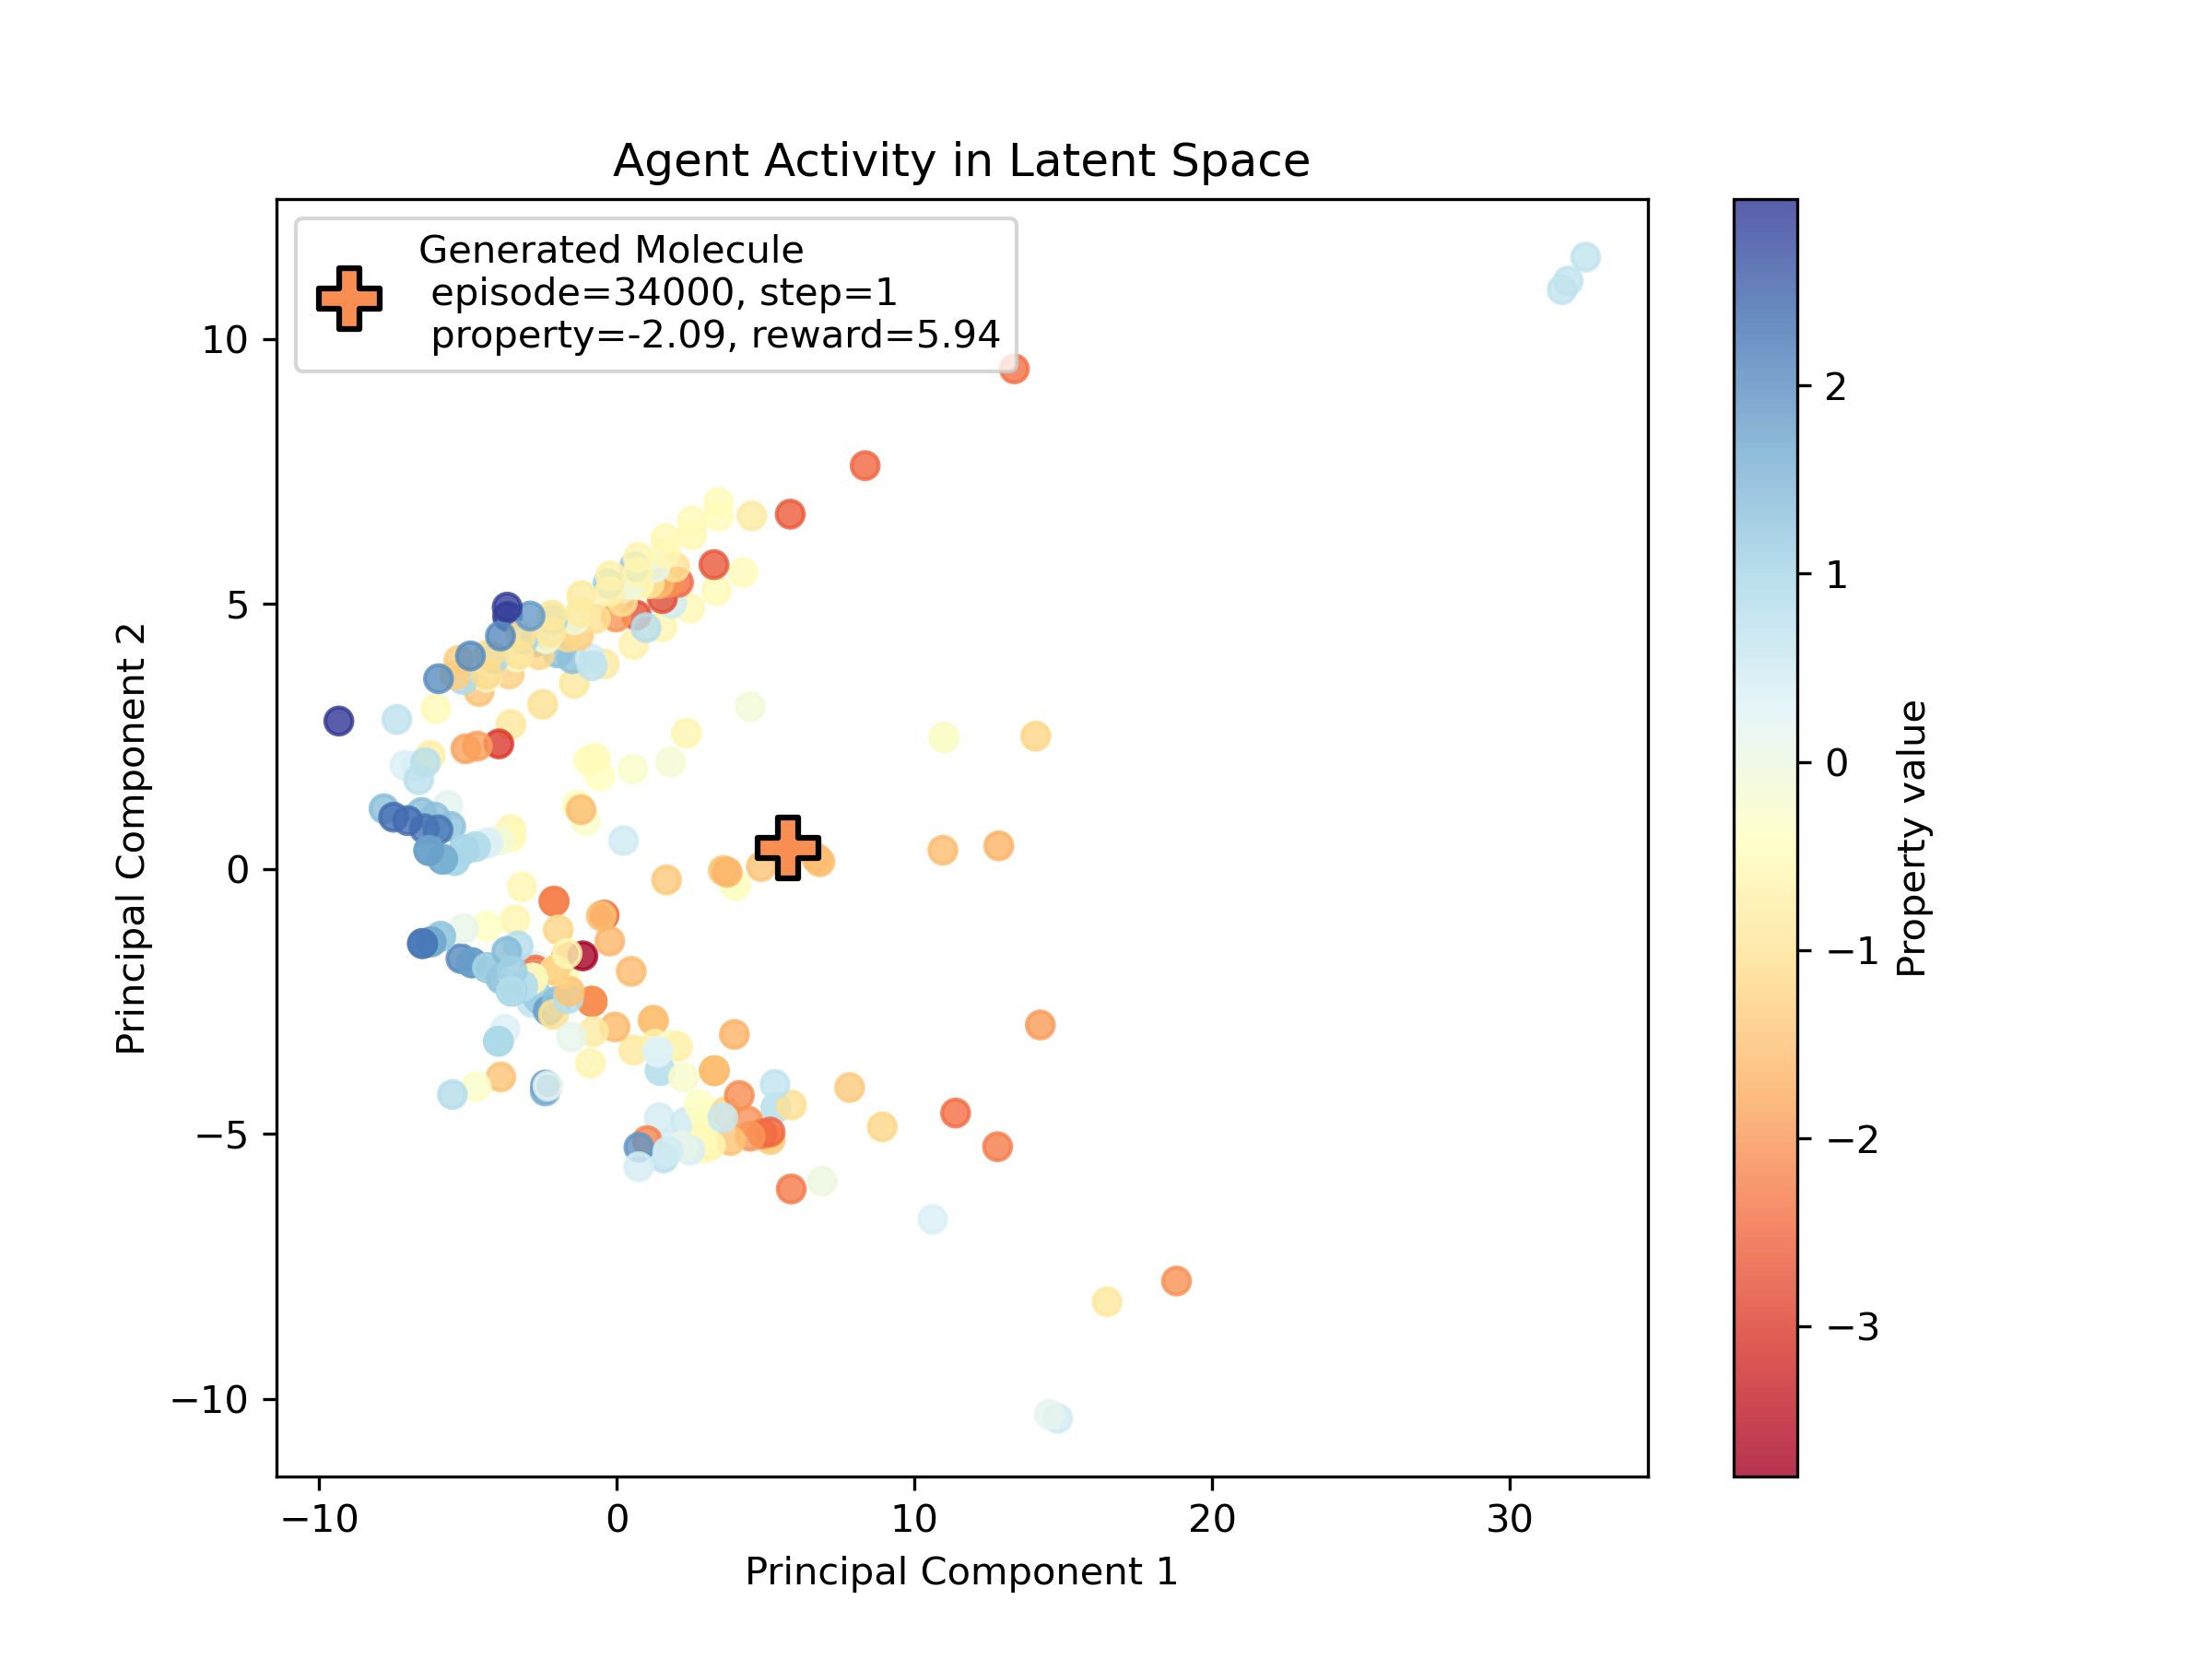 Agent Activity in Latent Space
Generated Molecule
episode=34000, step=1
property=-2.09, reward=5.94
10
5
0
−5
−10
Principal Component 2
−10
0
10
20
30
Principal Component 1
2
1
0
−1
−2
−3
Property value